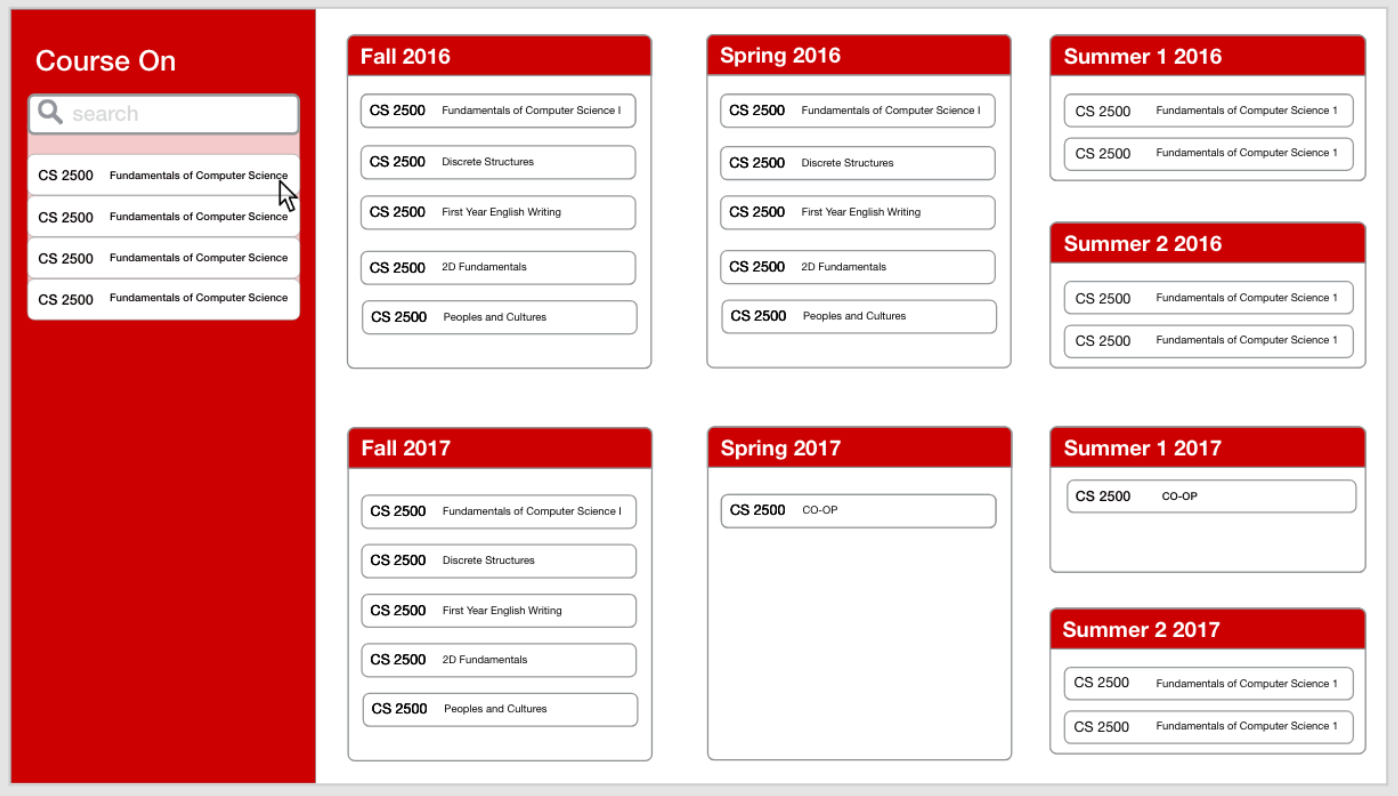 Course On
search
CS 2500 Fundamentals of Computer Science
CS 2500 Fundamentals of Computer Science
CS 2500 Fundamentals of Computer Science
CS 2500 Fundamentals of Computer Science
Fall 2016
CS 2500 Fundamentals of Computer Science I
CS 2500 Discrete Structures
CS 2500 First Year English Writing
CS 2500 2D Fundamentals
CS 2500 Peoples and Cultures
Spring 2016
CS 2500 Fundamentals of Computer Science I
CS 2500 Discrete Structures
CS 2500 First Year English Writing
CS 2500 2D Fundamentals
CS 2500 Peoples and Cultures
Summer 1 2016
CS 2500 Fundamentals of Computer Science 1
CS 2500 Fundamentals of Computer Science 1
Summer 2 2016
CS 2500 Fundamentals of Computer Science 1
CS 2500 Fundamentals of Computer Science 1
Fall 2017
CS 2500 Fundamentals of Computer Science I
CS 2500 Discrete Structures
CS 2500 First Year English Writing
CS 2500 2D Fundamentals
CS 2500 Peoples and Cultures
Spring 2017
CS 2500 CO-OP
Summer 1 2017
CS 2500 CO-OP
Summer 2 2017
CS 2500 Fundamentals of Computer Science 1
CS 2500 Fundamentals of Computer Science 1